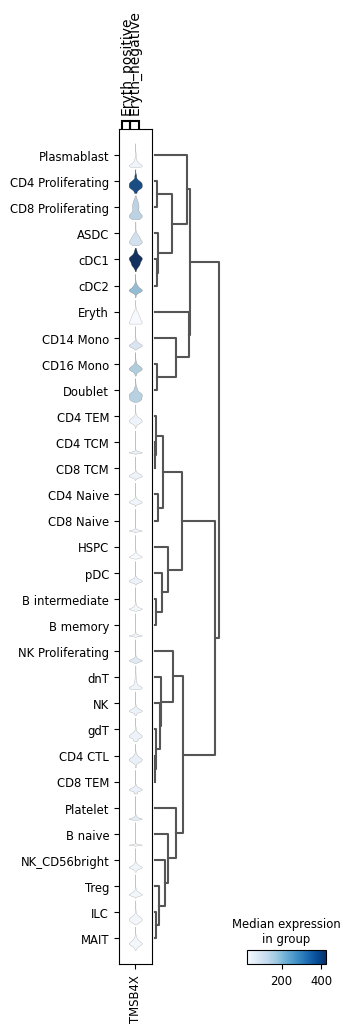 Eryth_positive
Eryth_negative
Plasmablast
CD4 Proliferating
CD8 Proliferating
ASDC
cDC1
cDC2
Eryth
CD14 Mono
CD16 Mono
Doublet
CD4 TEM
CD4 TCM
CD8 TCM
CD4 Naive
CD8 Naive
HSPC
pDC
B intermediate
B memory
NK Proliferating
dnT
NK
gdT
CD4 CTL
CD8 TEM
Platelet
B naive
NK_CD56bright
Treg
ILC
MAIT
TMSB4X
Median expression
in group
200 400